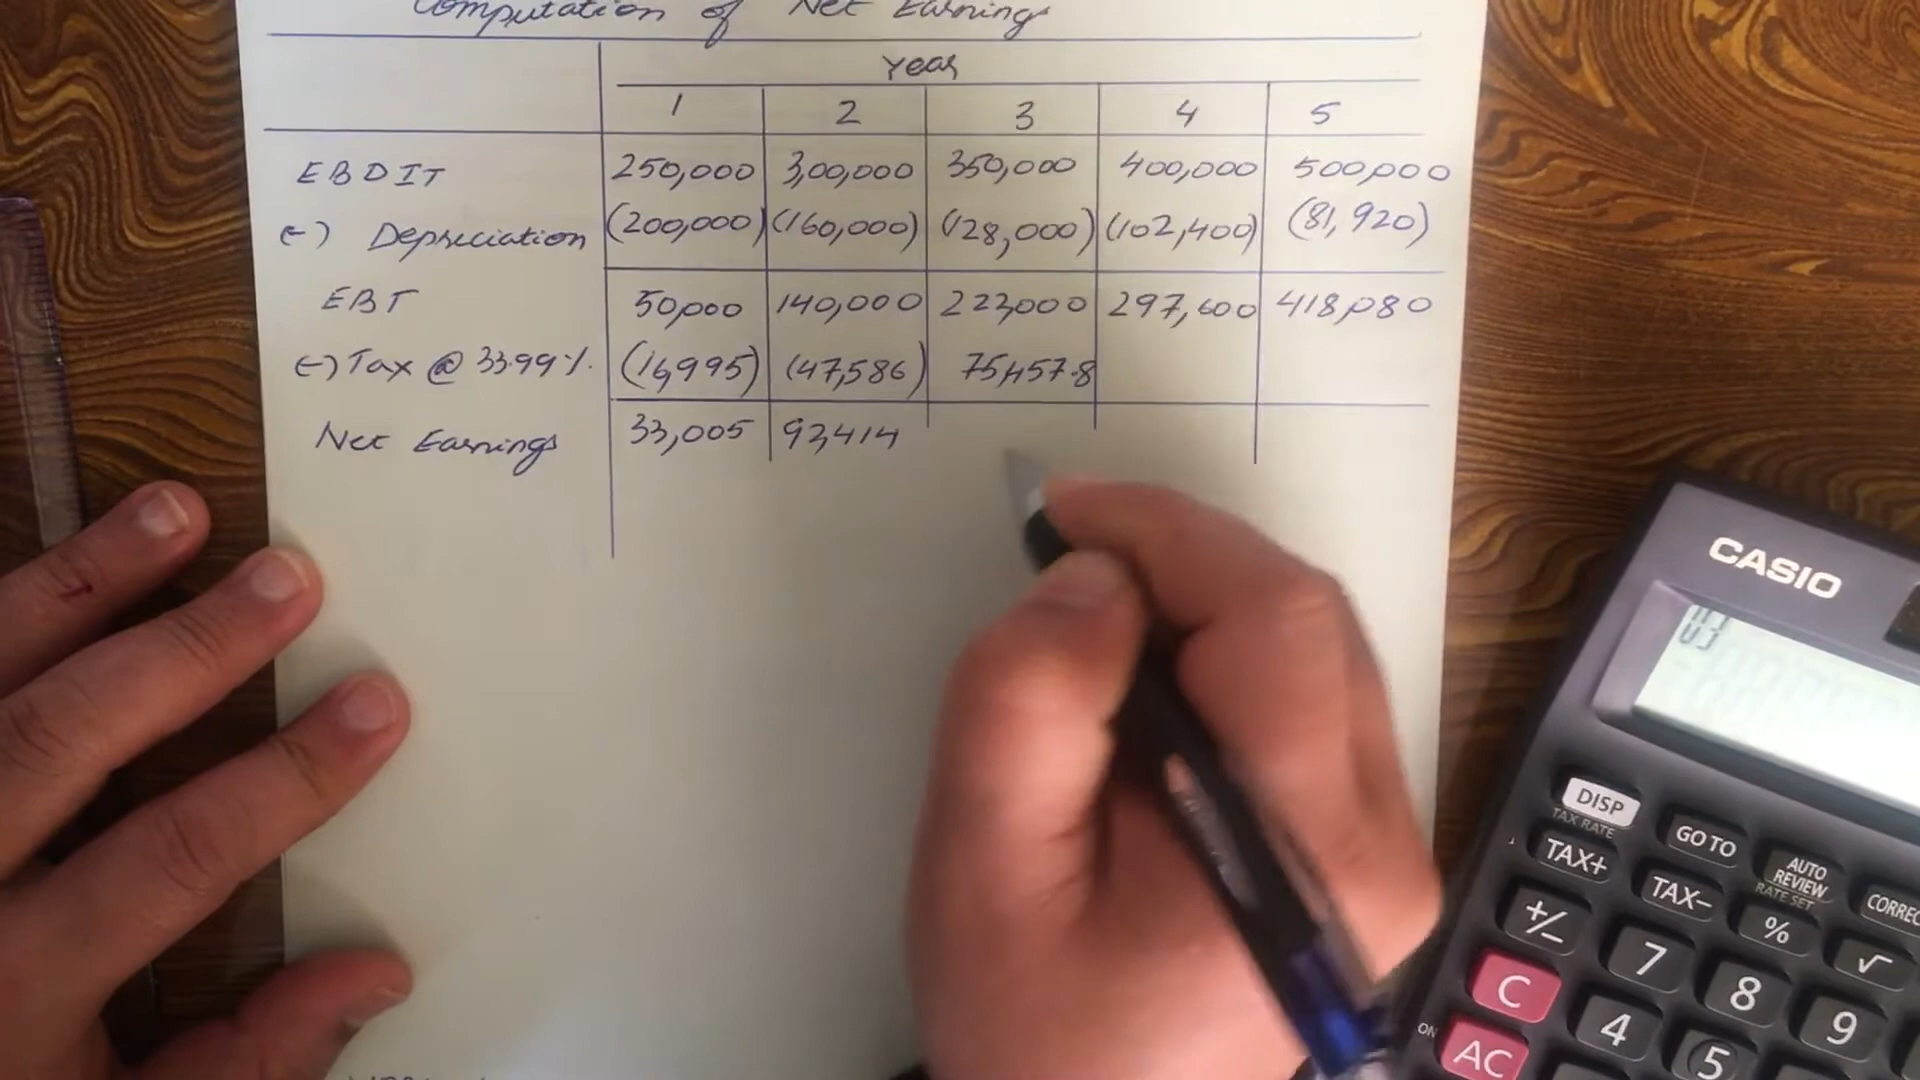 Computation of Net Earnings
Year
1 2 3 4 5
EBDIT 250,000 3,00,000 350,000 400,000 500,000
(-) Depreciation (200,000) (160,000) (128,000) (102,400) (81,920)
EBT 50,000 140,000 222,000 297,600 418,080
(-) Tax @ 33.99%. (16,995) (47,586) 75,457.8
Net Earnings 33,005 92,414
CASIO
DISP
TAX RATE
TAX+
GO TO
AUTO REVIEW
RATE SET
TAX-
CORREC
+/-
%
√
7 8 9
C
4 5
ON
AC